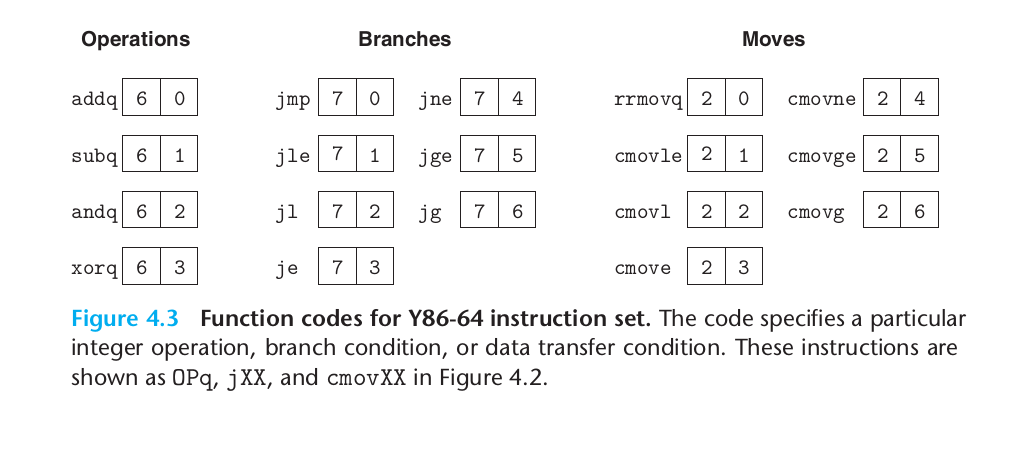 Operations Branches Moves
addq 6 0 jmp 7 0 jne 7 4 rrmovq 2 0 cmovne 2 4
subq 6 1 jle 7 1 jge 7 5 cmovle 2 1 cmovge 2 5
andq 6 2 jl 7 2 jg 7 6 cmovl 2 2 cmovg 2 6
xorq 6 3 je 7 3 cmove 2 3
Figure 4.3 Function codes for Y86-64 instruction set. The code specifies a particular
integer operation, branch condition, or data transfer condition. These instructions are
shown as OPq, jXX, and cmovXX in Figure 4.2.